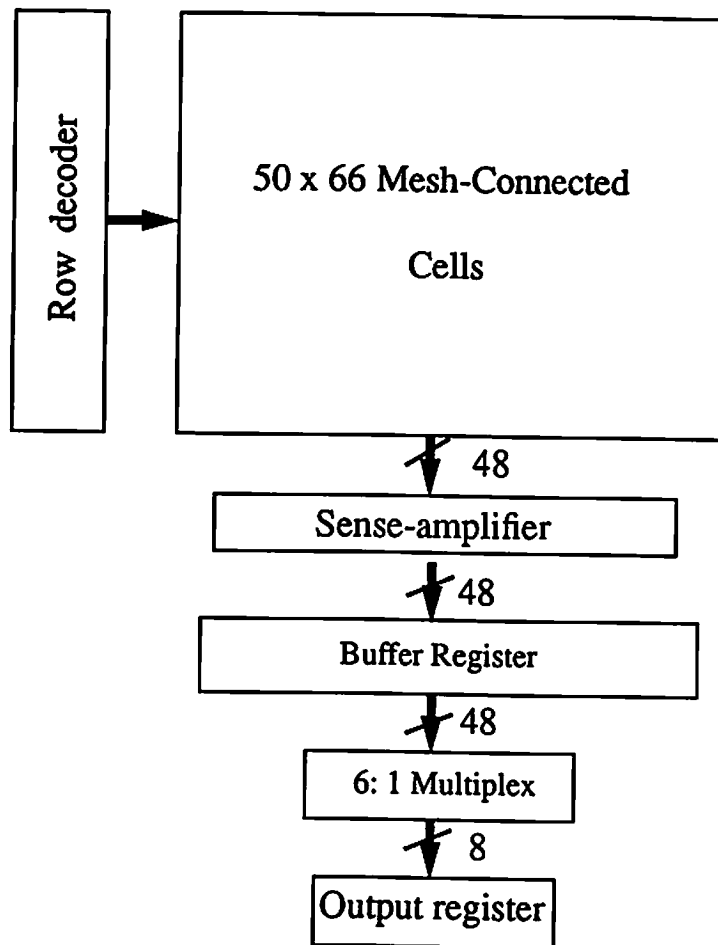 Row decoder
50 x 66 Mesh-Connected
Cells
48
Sense-amplifier
48
Buffer Register
48
6: 1 Multiplex
8
Output register